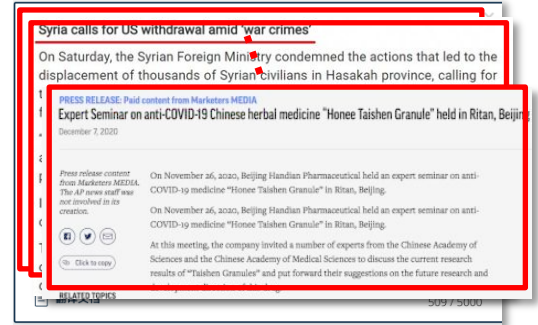 Syria calls for US withdrawal amid 'war crimes'
On Saturday, the Syrian Foreign Ministry condemned the actions that led to the
displacement of thousands of Syrian civilians in Hasakah province, calling for
PRESS RELEASE: Paid content from Marketers MEDIA
Expert Seminar on anti-COVID-19 Chinese herbal medicine "Honee Taishen Granule" held in Ritan, Beijing
December 7, 2020
Press release content
from Marketers MEDIA.
The AP news staff was
not involved in its
creation.
Click to copy
RELATED TOPICS
On November 26, 2020, Beijing Handian Pharmaceutical held an expert seminar on anti-
COVID-19 medicine "Honee Taishen Granule" in Ritan, Beijing.
On November 26, 2020, Beijing Handian Pharmaceutical held an expert seminar on anti-
COVID-19 medicine "Honee Taishen Granule" in Ritan, Beijing.
At this meeting, the company invited a number of experts from the Chinese Academy of
Sciences and the Chinese Academy of Medical Sciences to discuss the current research
results of "Taishen Granules" and put forward their suggestions on the future research and
509 / 5000